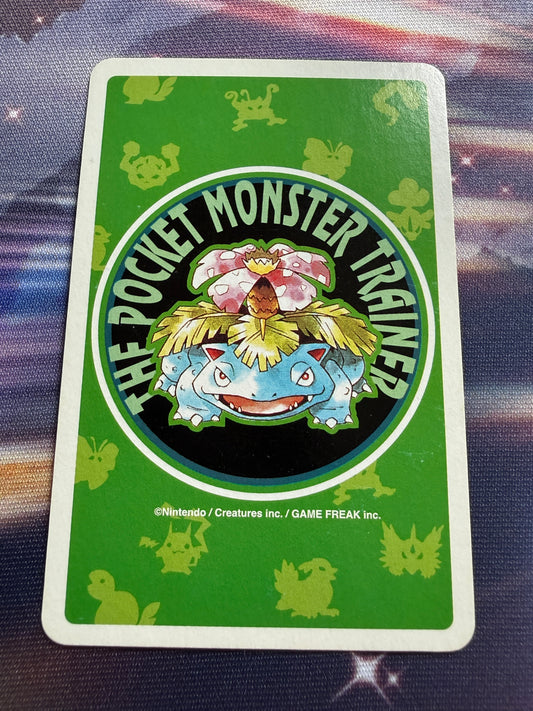 THE POCKET MONSTER TRAINER
©Nintendo / Creatures inc. / GAME FREAK inc.